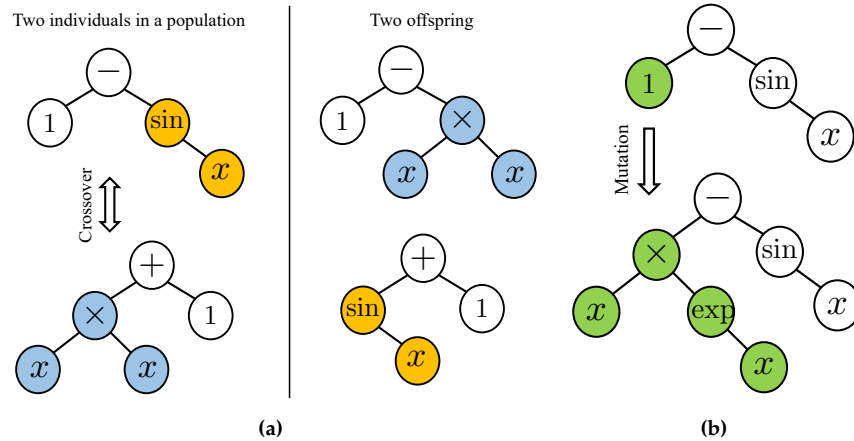 Two individuals in a population
−
1
sin
x
Crossover
+
×
1
x
x
Two offspring
−
1
×
x
x
+
sin
1
x
(a)
−
1
sin
x
Mutation
−
×
sin
x
exp
x
x
(b)